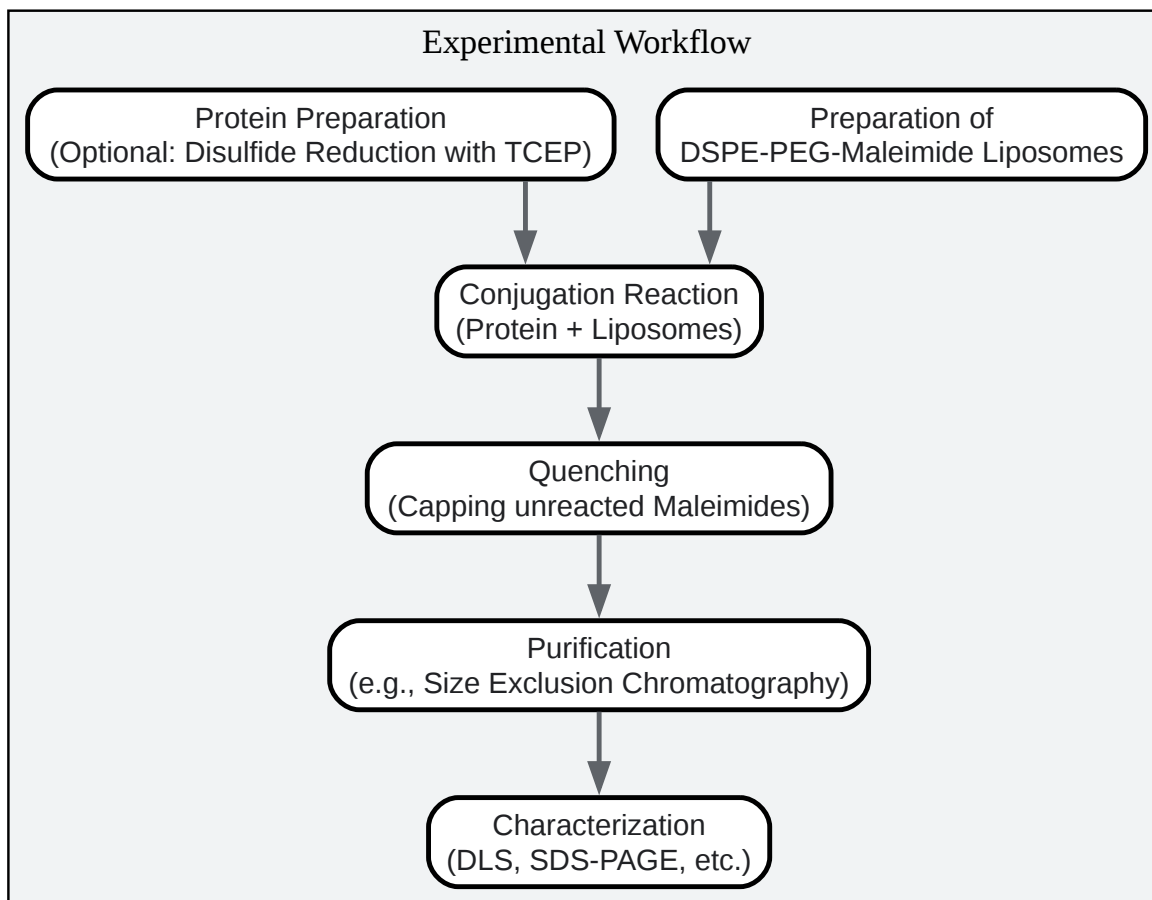 Experimental Workflow
Protein Preparation
(Optional: Disulfide Reduction with TCEP)
Preparation of
DSPE-PEG-Maleimide Liposomes
Conjugation Reaction
(Protein + Liposomes)
Quenching
(Capping unreacted Maleimides)
Purification
(e.g., Size Exclusion Chromatography)
Characterization
(DLS, SDS-PAGE, etc.)